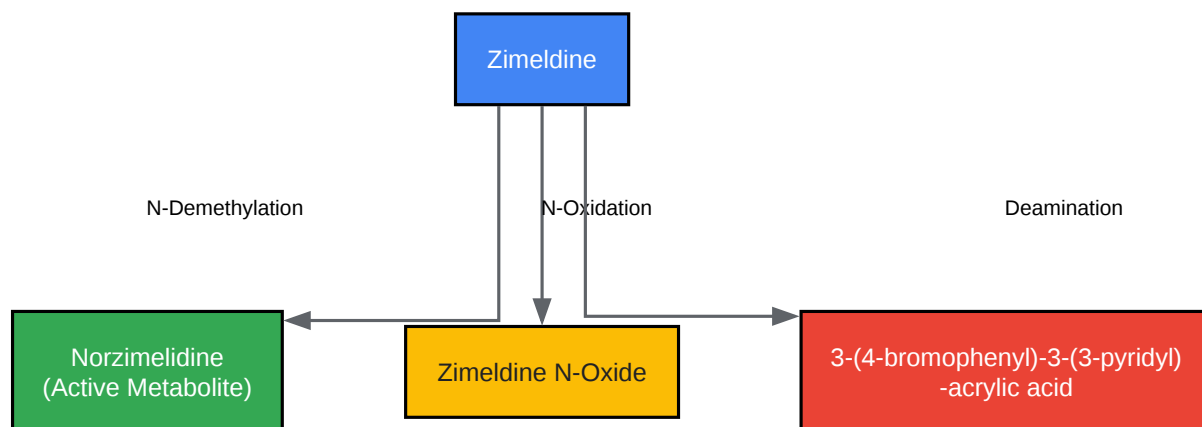 Zimeldine
N-Demethylation
N-Oxidation
Deamination
Norzimelidine
(Active Metabolite)
Zimeldine N-Oxide
3-(4-bromophenyl)-3-(3-pyridyl)
-acrylic acid